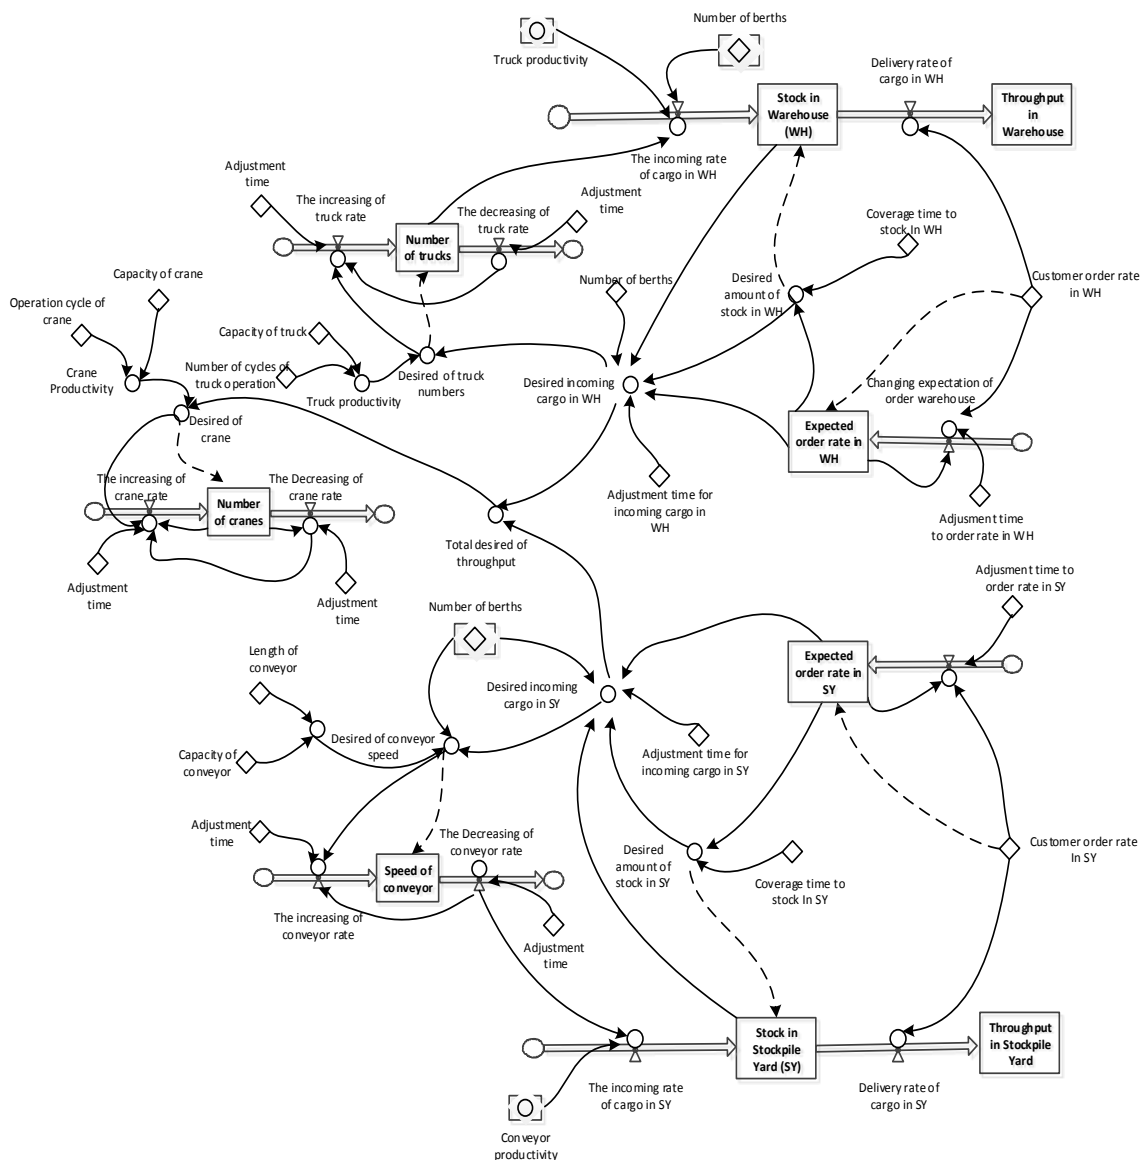 Number of berths
Truck productivity
Delivery rate of
cargo in WH
Stock in
Warehouse
(WH)
Throughput
in
Warehouse
The incoming rate
of cargo in WH
Adjustment
time
The increasing of
truck rate
The decreasing of
truck rate
Adjustment
time
Number
of trucks
Coverage time to
stock In WH
Capacity of crane
Operation cycle of
crane
Number of berths
Desired
amount of
stock in WH
Customer order rate
in WH
Capacity of truck
Number of cycles of
truck operation
Truck productivity
Desired of truck
numbers
Crane
Productivity
Desired incoming
cargo in WH
Changing expectation of
order warehouse
Desired of
crane
Expected
order rate in
WH
The increasing of
crane rate
The Decreasing of
crane rate
Number
of cranes
Adjustment time for
incoming cargo in
WH
Adjusment time
to order rate in WH
Total desired of
throughput
Adjustment
time
Adjustment
time
Adjusment time to
order rate in SY
Number of berths
Length of
conveyor
Expected
order rate in
SY
Desired incoming
cargo in SY
Desired of conveyor
speed
Capacity of
conveyor
Adjustment time for
incoming cargo in SY
Adjustment
time
The Decreasing of
conveyor rate
Desired
amount of
stock in SY
Customer order rate
In SY
Speed of
conveyor
Coverage time to
stock In SY
The increasing of
conveyor rate
Adjustment
time
Stock in
Stockpile
Yard (SY)
Throughput
in Stockpile
Yard
The incoming rate
of cargo in SY
Delivery rate of
cargo in SY
Conveyor
productivity